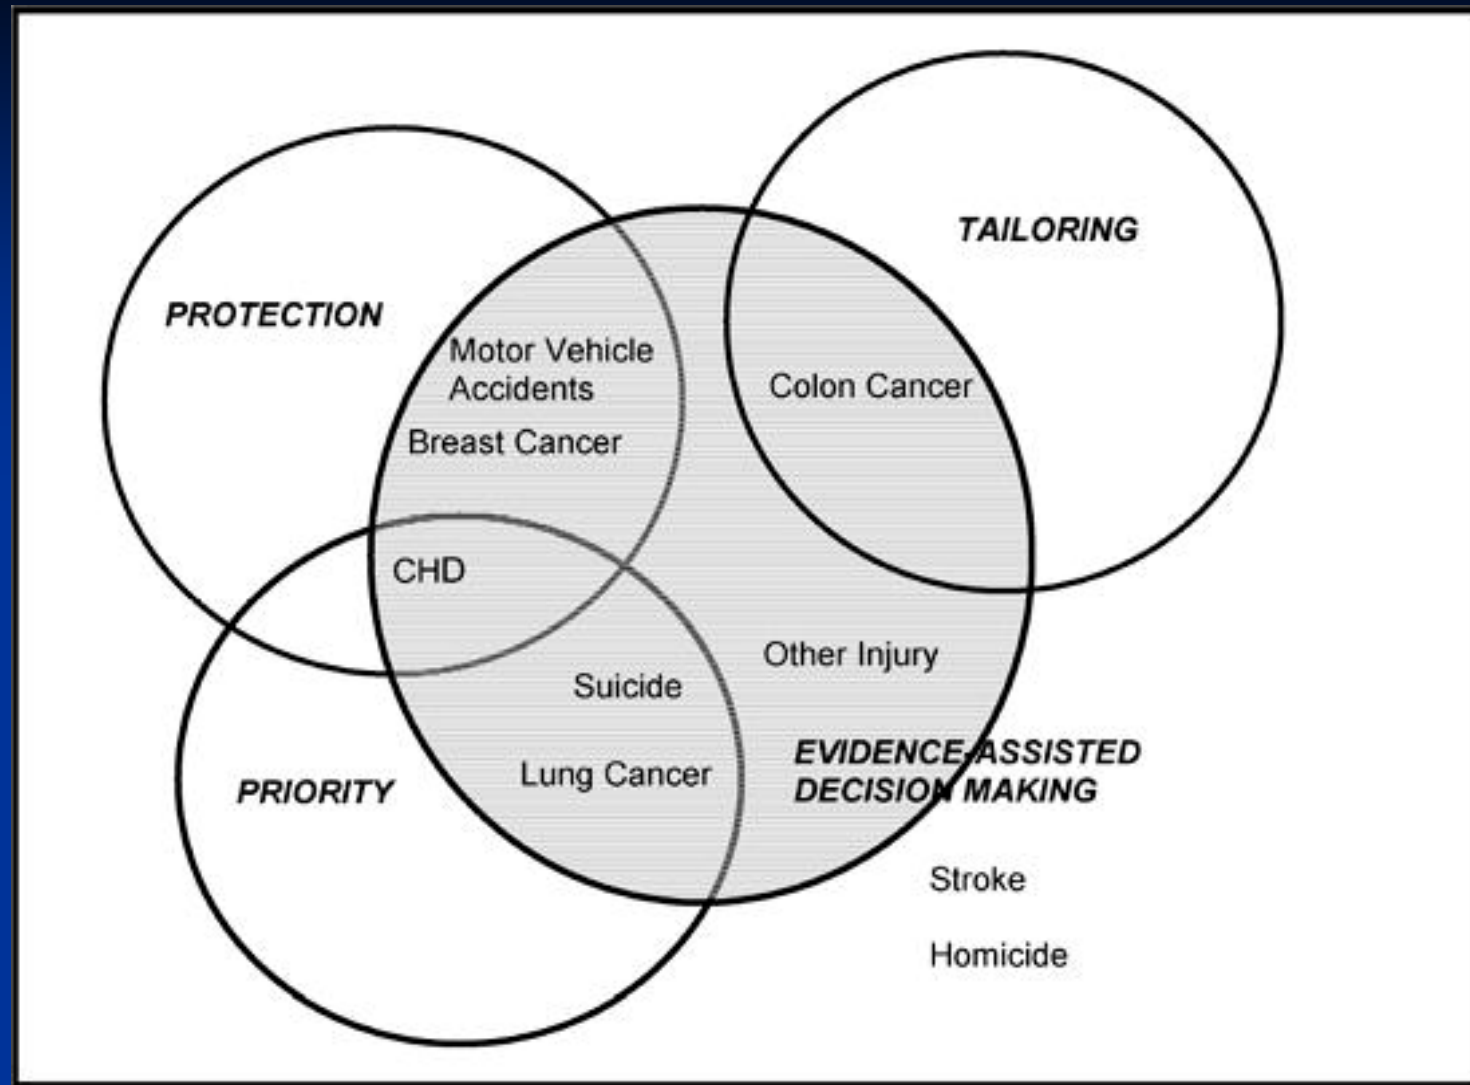 TAILORING
PROTECTION
Motor Vehicle
Accidents
Colon Cancer
Breast Cancer
CHD
Other Injury
Suicide
EVIDENCE-ASSISTED
DECISION MAKING
Lung Cancer
PRIORITY
Stroke
Homicide